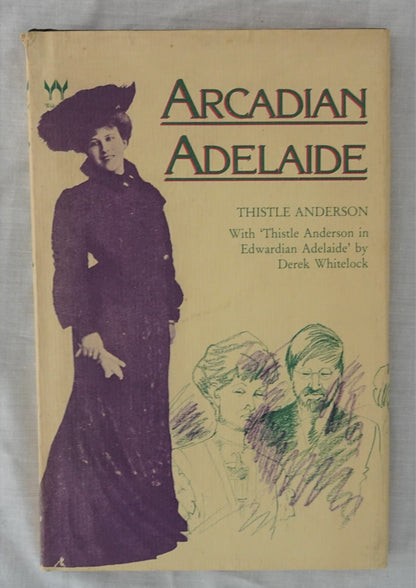 ARCADIAN
ADELAIDE
THISTLE ANDERSON
With 'Thistle Anderson in
Edwardian Adelaide' by
Derek Whitelock